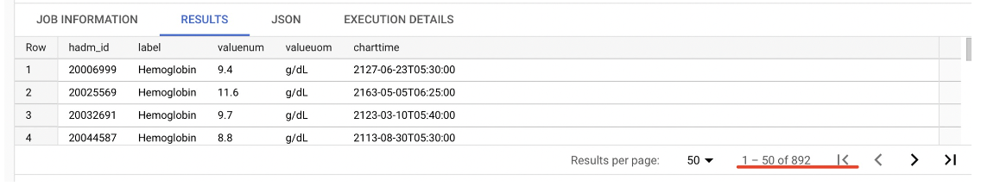 JOB INFORMATION RESULTS JSON EXECUTION DETAILS
Row hadm_id label valuenum valueuom charttime
1 20006999 Hemoglobin 9.4 g/dL 2127-06-23T05:30:00
2 20025569 Hemoglobin 11.6 g/dL 2163-05-05T06:25:00
3 20032691 Hemoglobin 9.7 g/dL 2123-03-10T05:40:00
4 20044587 Hemoglobin 8.8 g/dL 2113-08-30T05:30:00
Results per page: 50 1 – 50 of 892